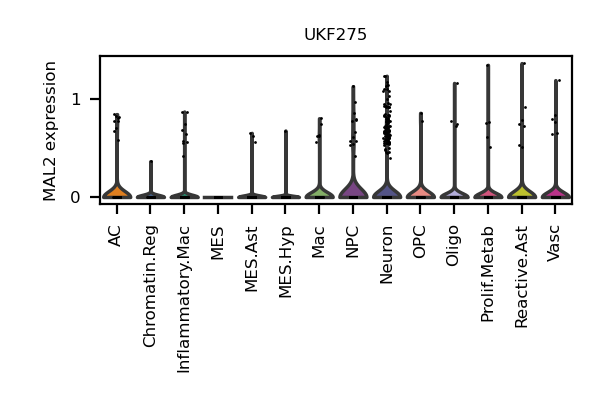 UKF275
MAL2 expression
1
0
AC
Chromatin.Reg
Inflammatory.Mac
MES
MES.Ast
MES.Hyp
Mac
NPC
Neuron
OPC
Oligo
Prolif.Metab
Reactive.Ast
Vasc